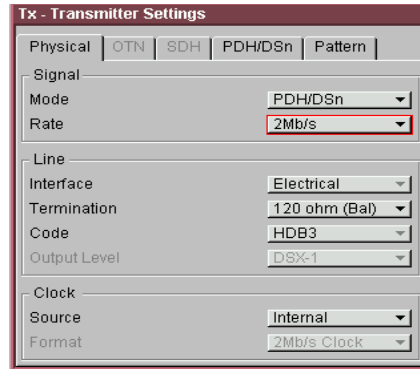 Tx - Transmitter Settings
Physical OTN SDH PDH/DSn Pattern
Signal
Mode PDH/DSn
Rate 2Mb/s
Line
Interface Electrical
Termination 120 ohm (Bal)
Code HDB3
Output Level DSX-1
Clock
Source Internal
Format 2Mb/s Clock